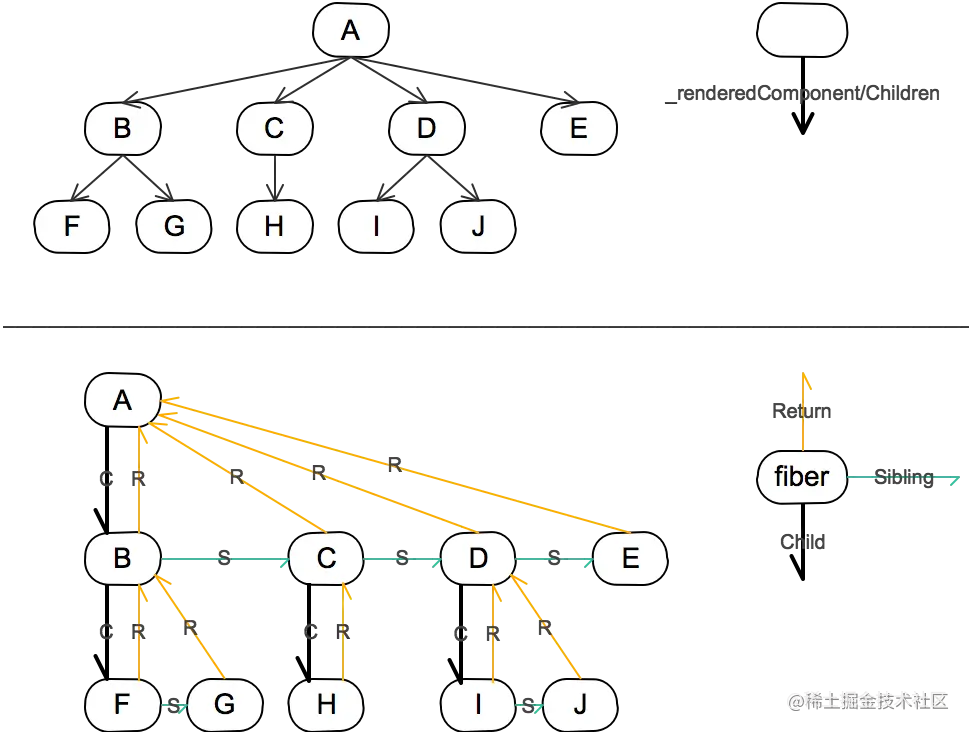 A
_renderedComponent/Children
B
C
D
E
F
G
H
I
J
A
Return
C
R
R
R
R
fiber
Sibling
B
S
C
S
D
S
E
Child
C
R
R
C
R
C
R
R
F
S
G
H
I
S
J
@稀土掘金技术社区